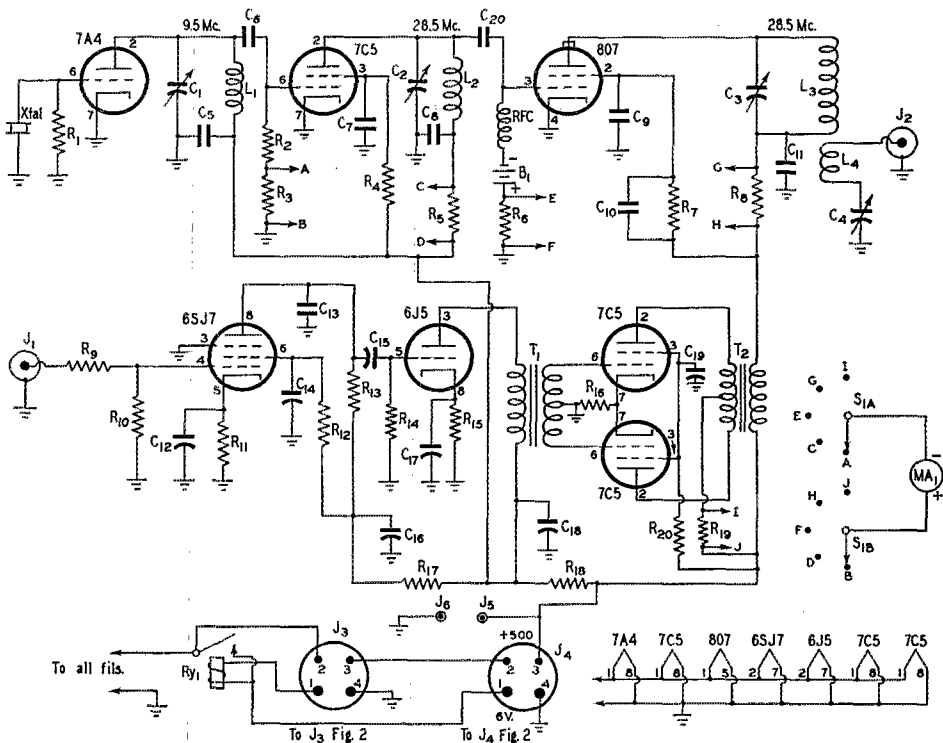 9.5 Mc. 28.5 Mc. 28.5 Mc.
7A4 C6 7C5 C20 807
2 2 3 2
6 6 3
7 7 4
Xtal R1 C1 C5 L1 R2 R3 A B C7 R4 C2 C8 L2 C R5 D RFC - B1 + R6 E F C9 C10 R7 C3 C11 L3 L4 J2 G R8 H C4
J1 R9 R10 6SJ7 8 3 4 5 6 C12 R11 C14 R12 C13 C15 R13 R14 6J5 3 5 8 C17 R15 C16 C18
T1 7C5 2 6 3 7 R16 C19 T2
7 6 3 2 7C5 R20 R19 I J
G I
E S1A
C A
H J
F S1B
D B
MA1 - +
R17 R18
J6 J5
J3 +500 J4
2 3 2 3
1 4 1 4
6V.
To all fils.
Ry1
To J3 Fig. 2 To J4 Fig. 2
7A4 7C5 807 6SJ7 6J5 7C5 7C5
1 8 1 8 1 5 2 7 2 7 1 8 1 8